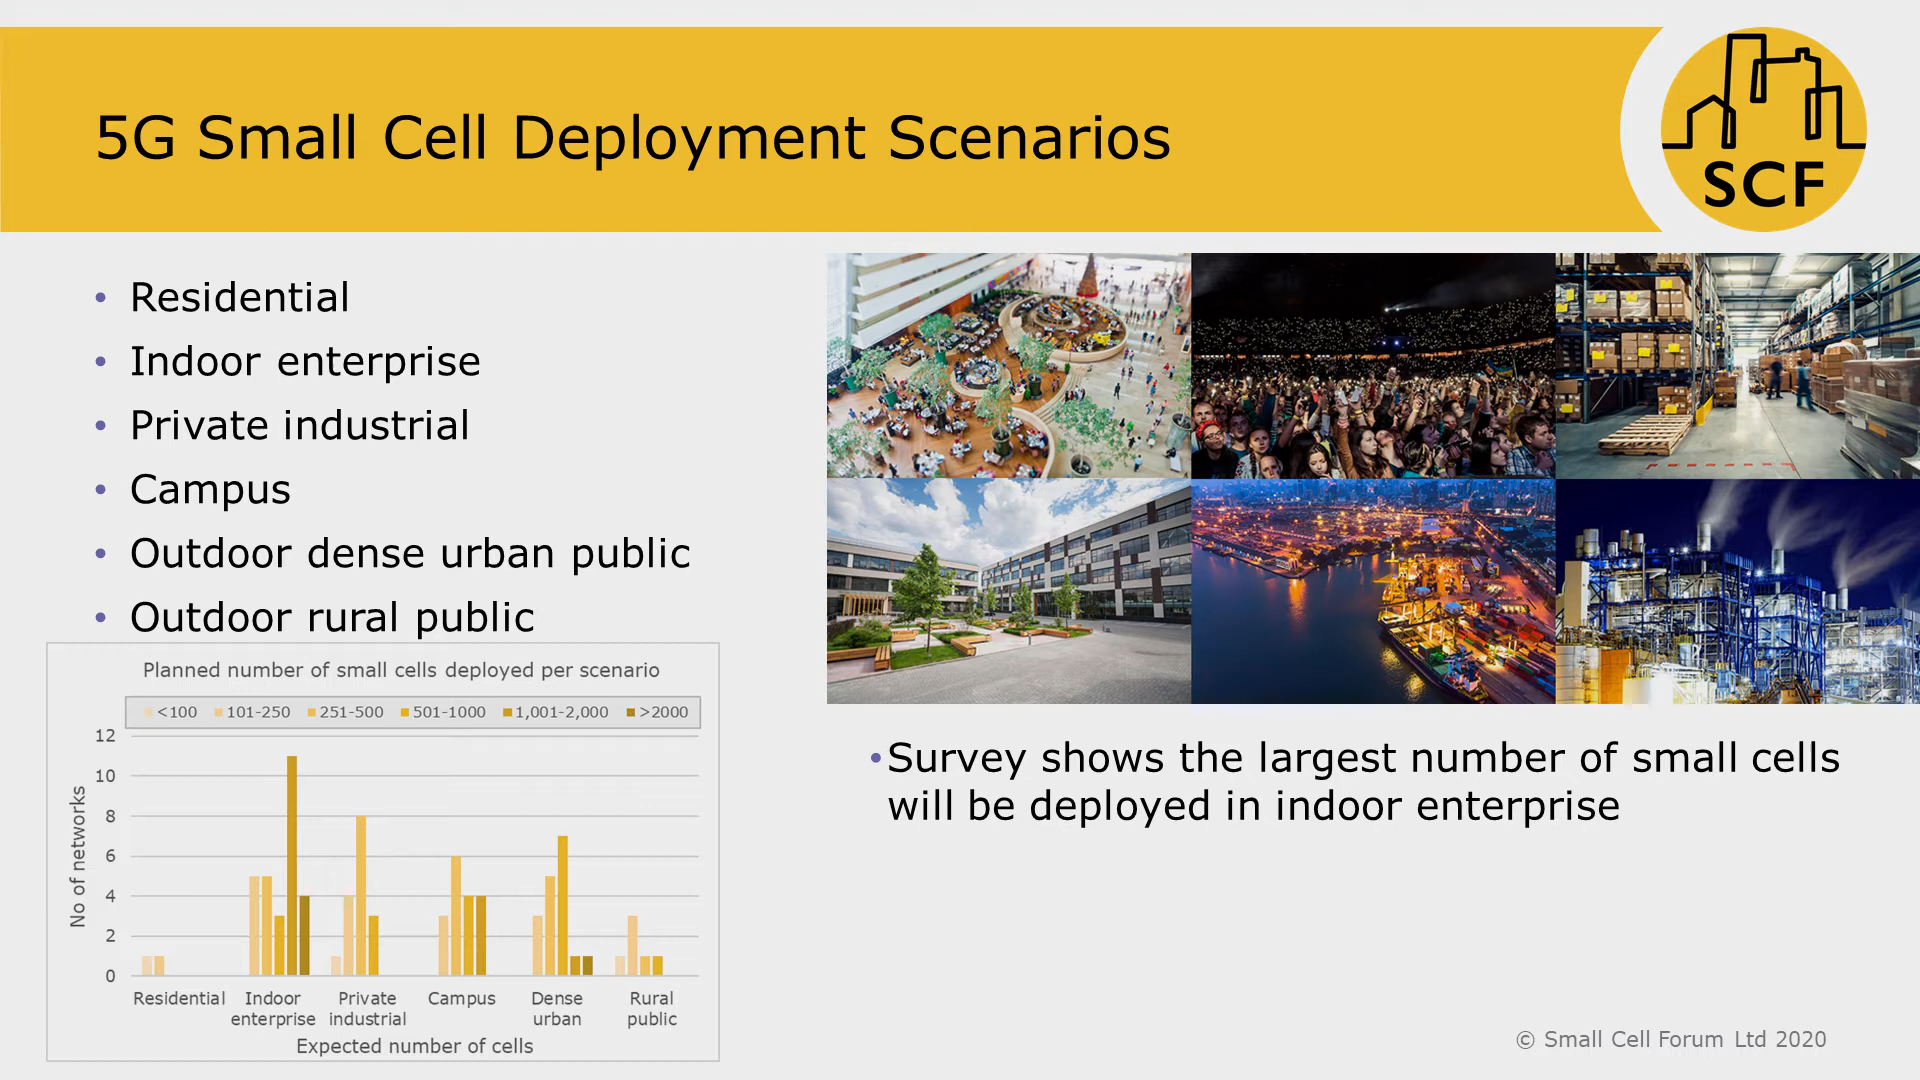 5G Small Cell Deployment Scenarios
SCF
• Residential
• Indoor enterprise
• Private industrial
• Campus
• Outdoor dense urban public
• Outdoor rural public
Planned number of small cells deployed per scenario
<100 101-250 251-500 501-1000 1,001-2,000 >2000
12
10
8
6
4
2
0
No of networks
Residential Indoor enterprise Private industrial Campus Dense urban Rural public
Expected number of cells
• Survey shows the largest number of small cells
will be deployed in indoor enterprise
© Small Cell Forum Ltd 2020